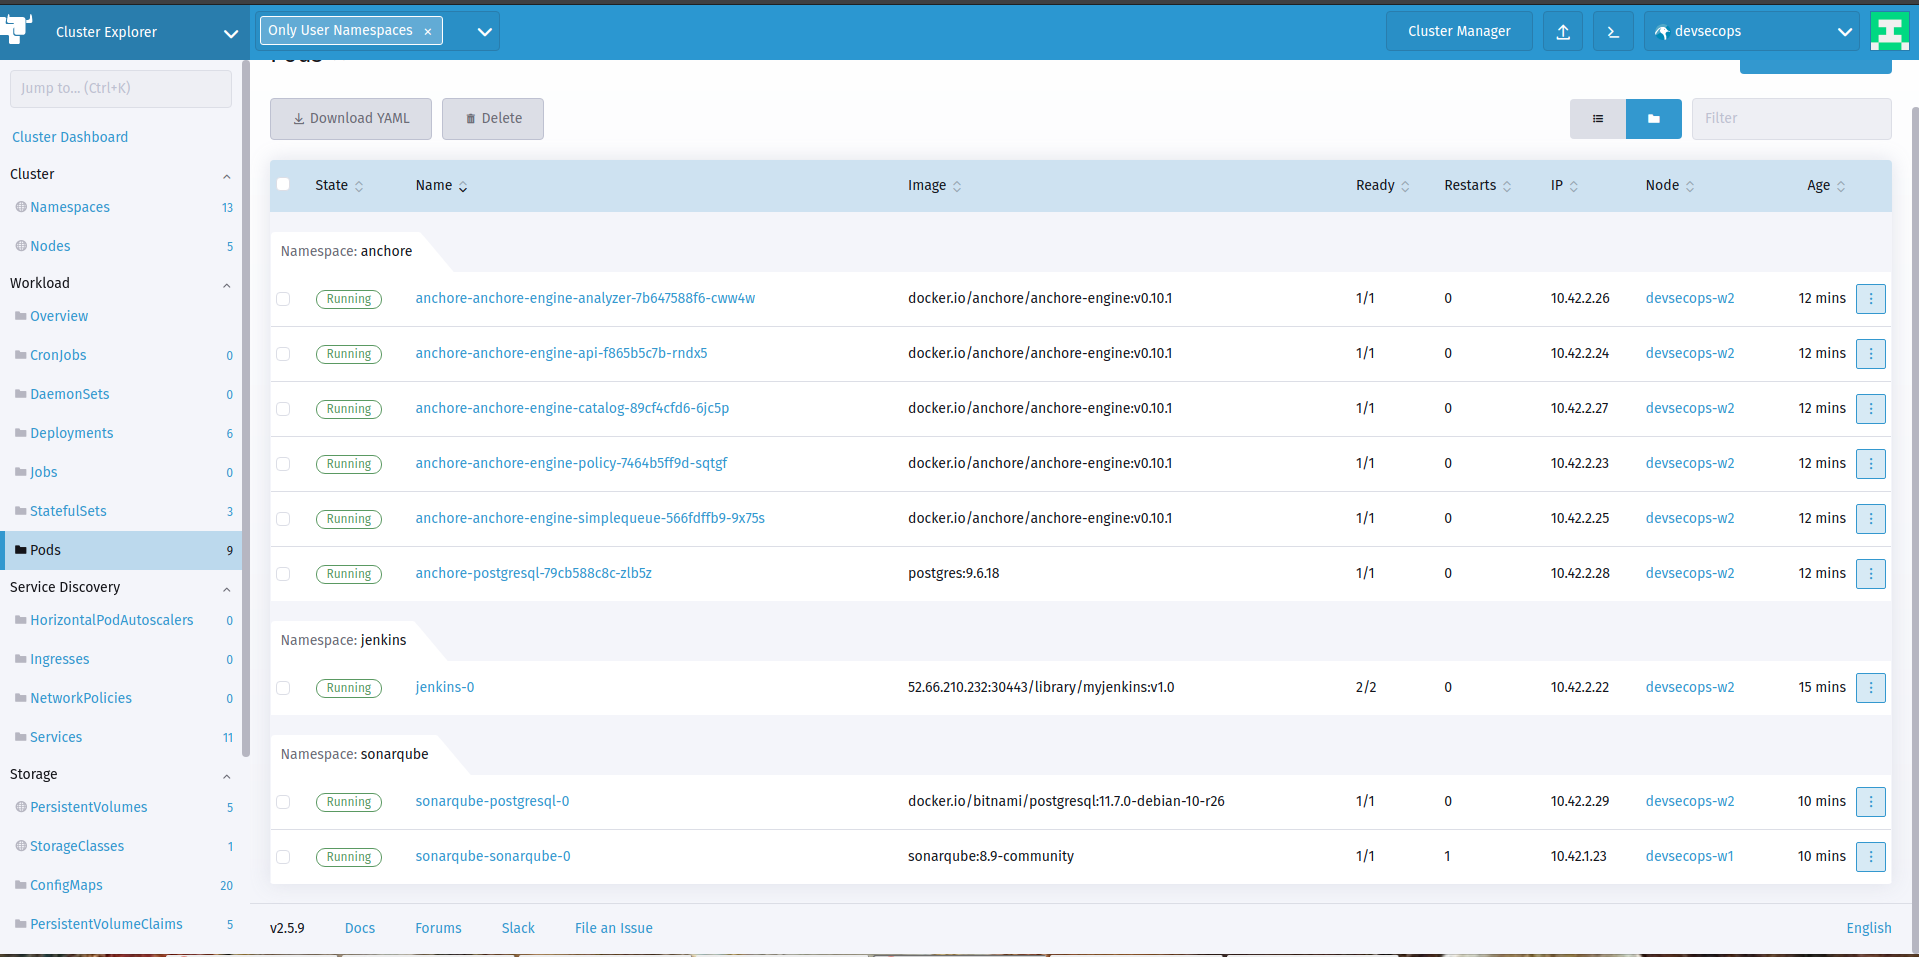 Cluster Explorer
Only User Namespaces ×
Cluster Manager
devsecops
Pods
Jump to... (Ctrl+K)
Cluster Dashboard
Cluster
Namespaces 13
Nodes 5
Workload
Overview
CronJobs 0
DaemonSets 0
Deployments 6
Jobs 0
StatefulSets 3
Pods 9
Service Discovery
HorizontalPodAutoscalers 0
Ingresses 0
NetworkPolicies 0
Services 11
Storage
PersistentVolumes 5
StorageClasses 1
ConfigMaps 20
PersistentVolumeClaims 5
Download YAML Delete Filter
State Name Image Ready Restarts IP Node Age
Namespace: anchore
Running anchore-anchore-engine-analyzer-7b647588f6-cww4w docker.io/anchore/anchore-engine:v0.10.1 1/1 0 10.42.2.26 devsecops-w2 12 mins
Running anchore-anchore-engine-api-f865b5c7b-rndx5 docker.io/anchore/anchore-engine:v0.10.1 1/1 0 10.42.2.24 devsecops-w2 12 mins
Running anchore-anchore-engine-catalog-89cf4cfd6-6jc5p docker.io/anchore/anchore-engine:v0.10.1 1/1 0 10.42.2.27 devsecops-w2 12 mins
Running anchore-anchore-engine-policy-7464b5ff9d-sqtgf docker.io/anchore/anchore-engine:v0.10.1 1/1 0 10.42.2.23 devsecops-w2 12 mins
Running anchore-anchore-engine-simplequeue-566fdffb9-9x75s docker.io/anchore/anchore-engine:v0.10.1 1/1 0 10.42.2.25 devsecops-w2 12 mins
Running anchore-postgresql-79cb588c8c-zlb5z postgres:9.6.18 1/1 0 10.42.2.28 devsecops-w2 12 mins
Namespace: jenkins
Running jenkins-0 52.66.210.232:30443/library/myjenkins:v1.0 2/2 0 10.42.2.22 devsecops-w2 15 mins
Namespace: sonarqube
Running sonarqube-postgresql-0 docker.io/bitnami/postgresql:11.7.0-debian-10-r26 1/1 0 10.42.2.29 devsecops-w2 10 mins
Running sonarqube-sonarqube-0 sonarqube:8.9-community 1/1 1 10.42.1.23 devsecops-w1 10 mins
v2.5.9 Docs Forums Slack File an Issue English